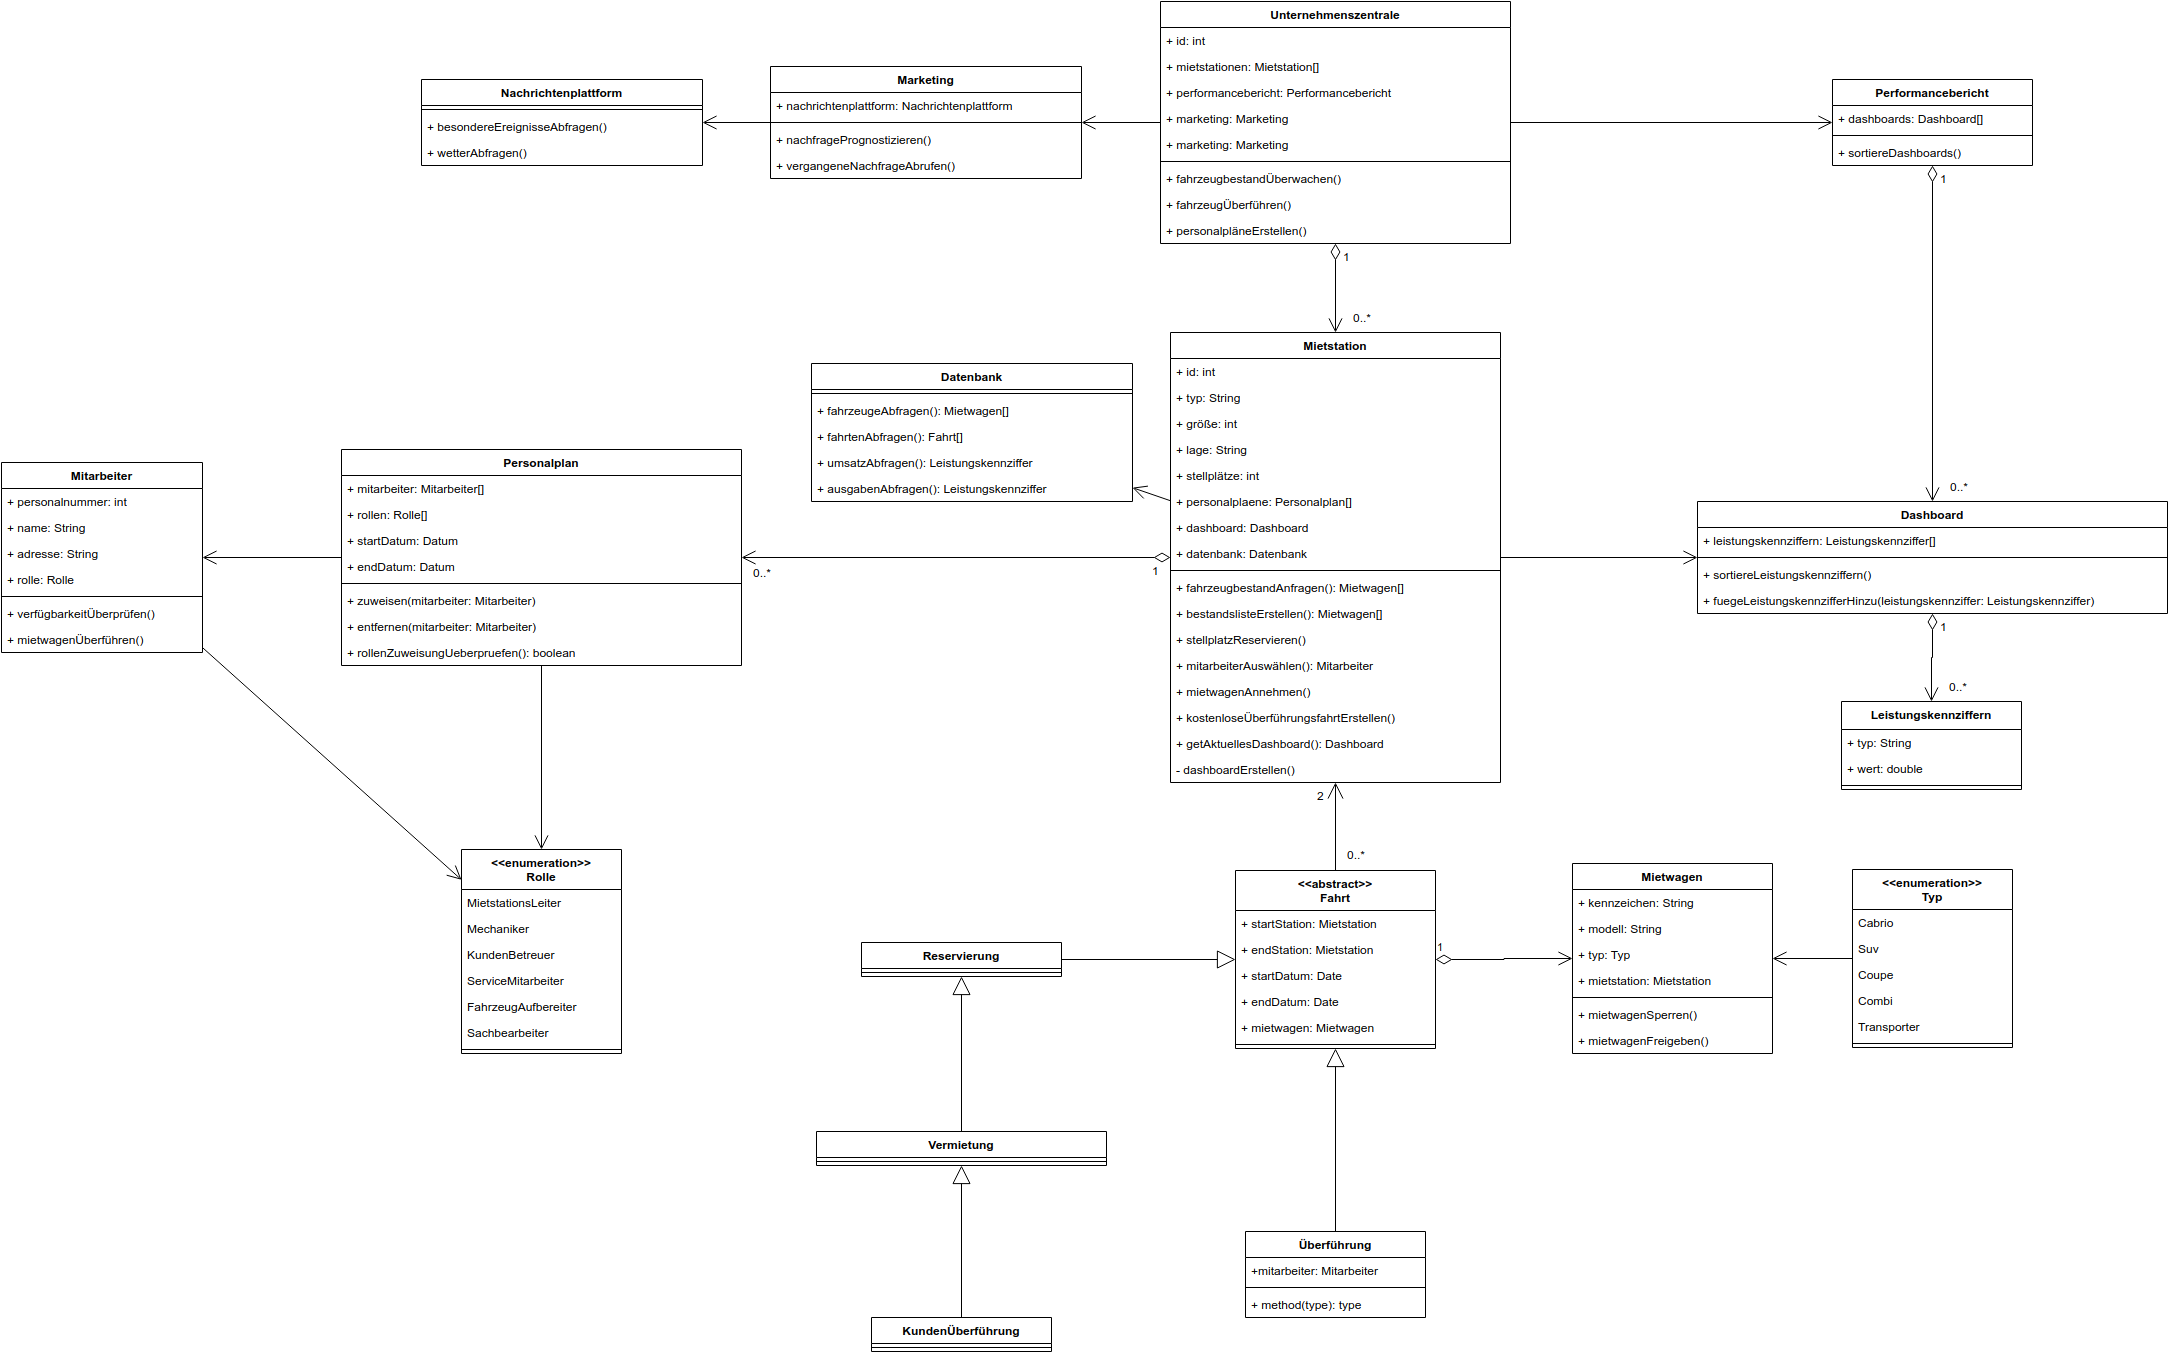 Unternehmenszentrale
+ id: int
+ mietstationen: Mietstation[]
+ performancebericht: Performancebericht
+ marketing: Marketing
+ marketing: Marketing
+ fahrzeugbestandÜberwachen()
+ fahrzeugÜberführen()
+ personalpläneErstellen()
1
0..*
Marketing
+ nachrichtenplattform: Nachrichtenplattform
+ nachfragePrognostizieren()
+ vergangeneNachfrageAbrufen()
Nachrichtenplattform
+ besondereEreignisseAbfragen()
+ wetterAbfragen()
Performancebericht
+ dashboards: Dashboard[]
+ sortiereDashboards()
1
0..*
Mietstation
+ id: int
+ typ: String
+ größe: int
+ lage: String
+ stellplätze: int
+ personalplaene: Personalplan[]
+ dashboard: Dashboard
+ datenbank: Datenbank
+ fahrzeugbestandAnfragen(): Mietwagen[]
+ bestandslisteErstellen(): Mietwagen[]
+ stellplatzReservieren()
+ mitarbeiterAuswählen(): Mitarbeiter
+ mietwagenAnnehmen()
+ kostenloseÜberführungsfahrtErstellen()
+ getAktuellesDashboard(): Dashboard
- dashboardErstellen()
Datenbank
+ fahrzeugeAbfragen(): Mietwagen[]
+ fahrtenAbfragen(): Fahrt[]
+ umsatzAbfragen(): Leistungskennziffer
+ ausgabenAbfragen(): Leistungskennziffer
1
0..*
Personalplan
+ mitarbeiter: Mitarbeiter[]
+ rollen: Rolle[]
+ startDatum: Datum
+ endDatum: Datum
+ zuweisen(mitarbeiter: Mitarbeiter)
+ entfernen(mitarbeiter: Mitarbeiter)
+ rollenZuweisungUeberpruefen(): boolean
Mitarbeiter
+ personalnummer: int
+ name: String
+ adresse: String
+ rolle: Rolle
+ verfügbarkeitÜberprüfen()
+ mietwagenÜberführen()
Dashboard
+ leistungskennziffern: Leistungskennziffer[]
+ sortiereLeistungskennziffern()
+ fuegeLeistungskennzifferHinzu(leistungskennziffer: Leistungskennziffer)
1
0..*
Leistungskennziffern
+ typ: String
+ wert: double
<<enumeration>>
Rolle
MietstationsLeiter
Mechaniker
KundenBetreuer
ServiceMitarbeiter
FahrzeugAufbereiter
Sachbearbeiter
2
0..*
<<abstract>>
Fahrt
+ startStation: Mietstation
+ endStation: Mietstation
+ startDatum: Date
+ endDatum: Date
+ mietwagen: Mietwagen
1
Mietwagen
+ kennzeichen: String
+ modell: String
+ typ: Typ
+ mietstation: Mietstation
+ mietwagenSperren()
+ mietwagenFreigeben()
<<enumeration>>
Typ
Cabrio
Suv
Coupe
Combi
Transporter
Reservierung
Vermietung
KundenÜberführung
Überführung
+mitarbeiter: Mitarbeiter
+ method(type): type